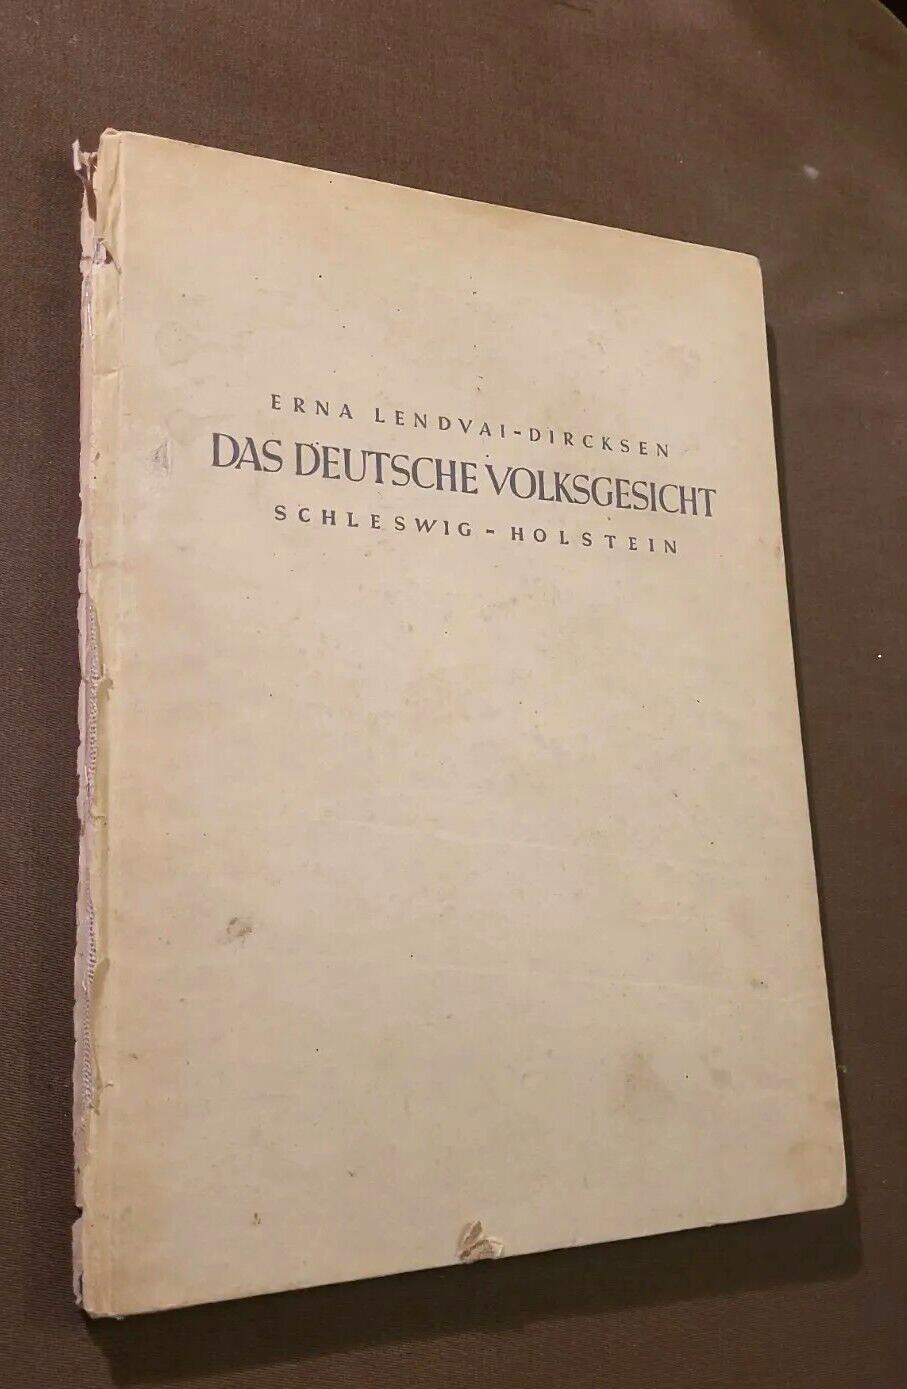 ERNA LENDVAI-DIRCKSEN
DAS DEUTSCHE VOLKSGESICHT
SCHLESWIG-HOLSTEIN